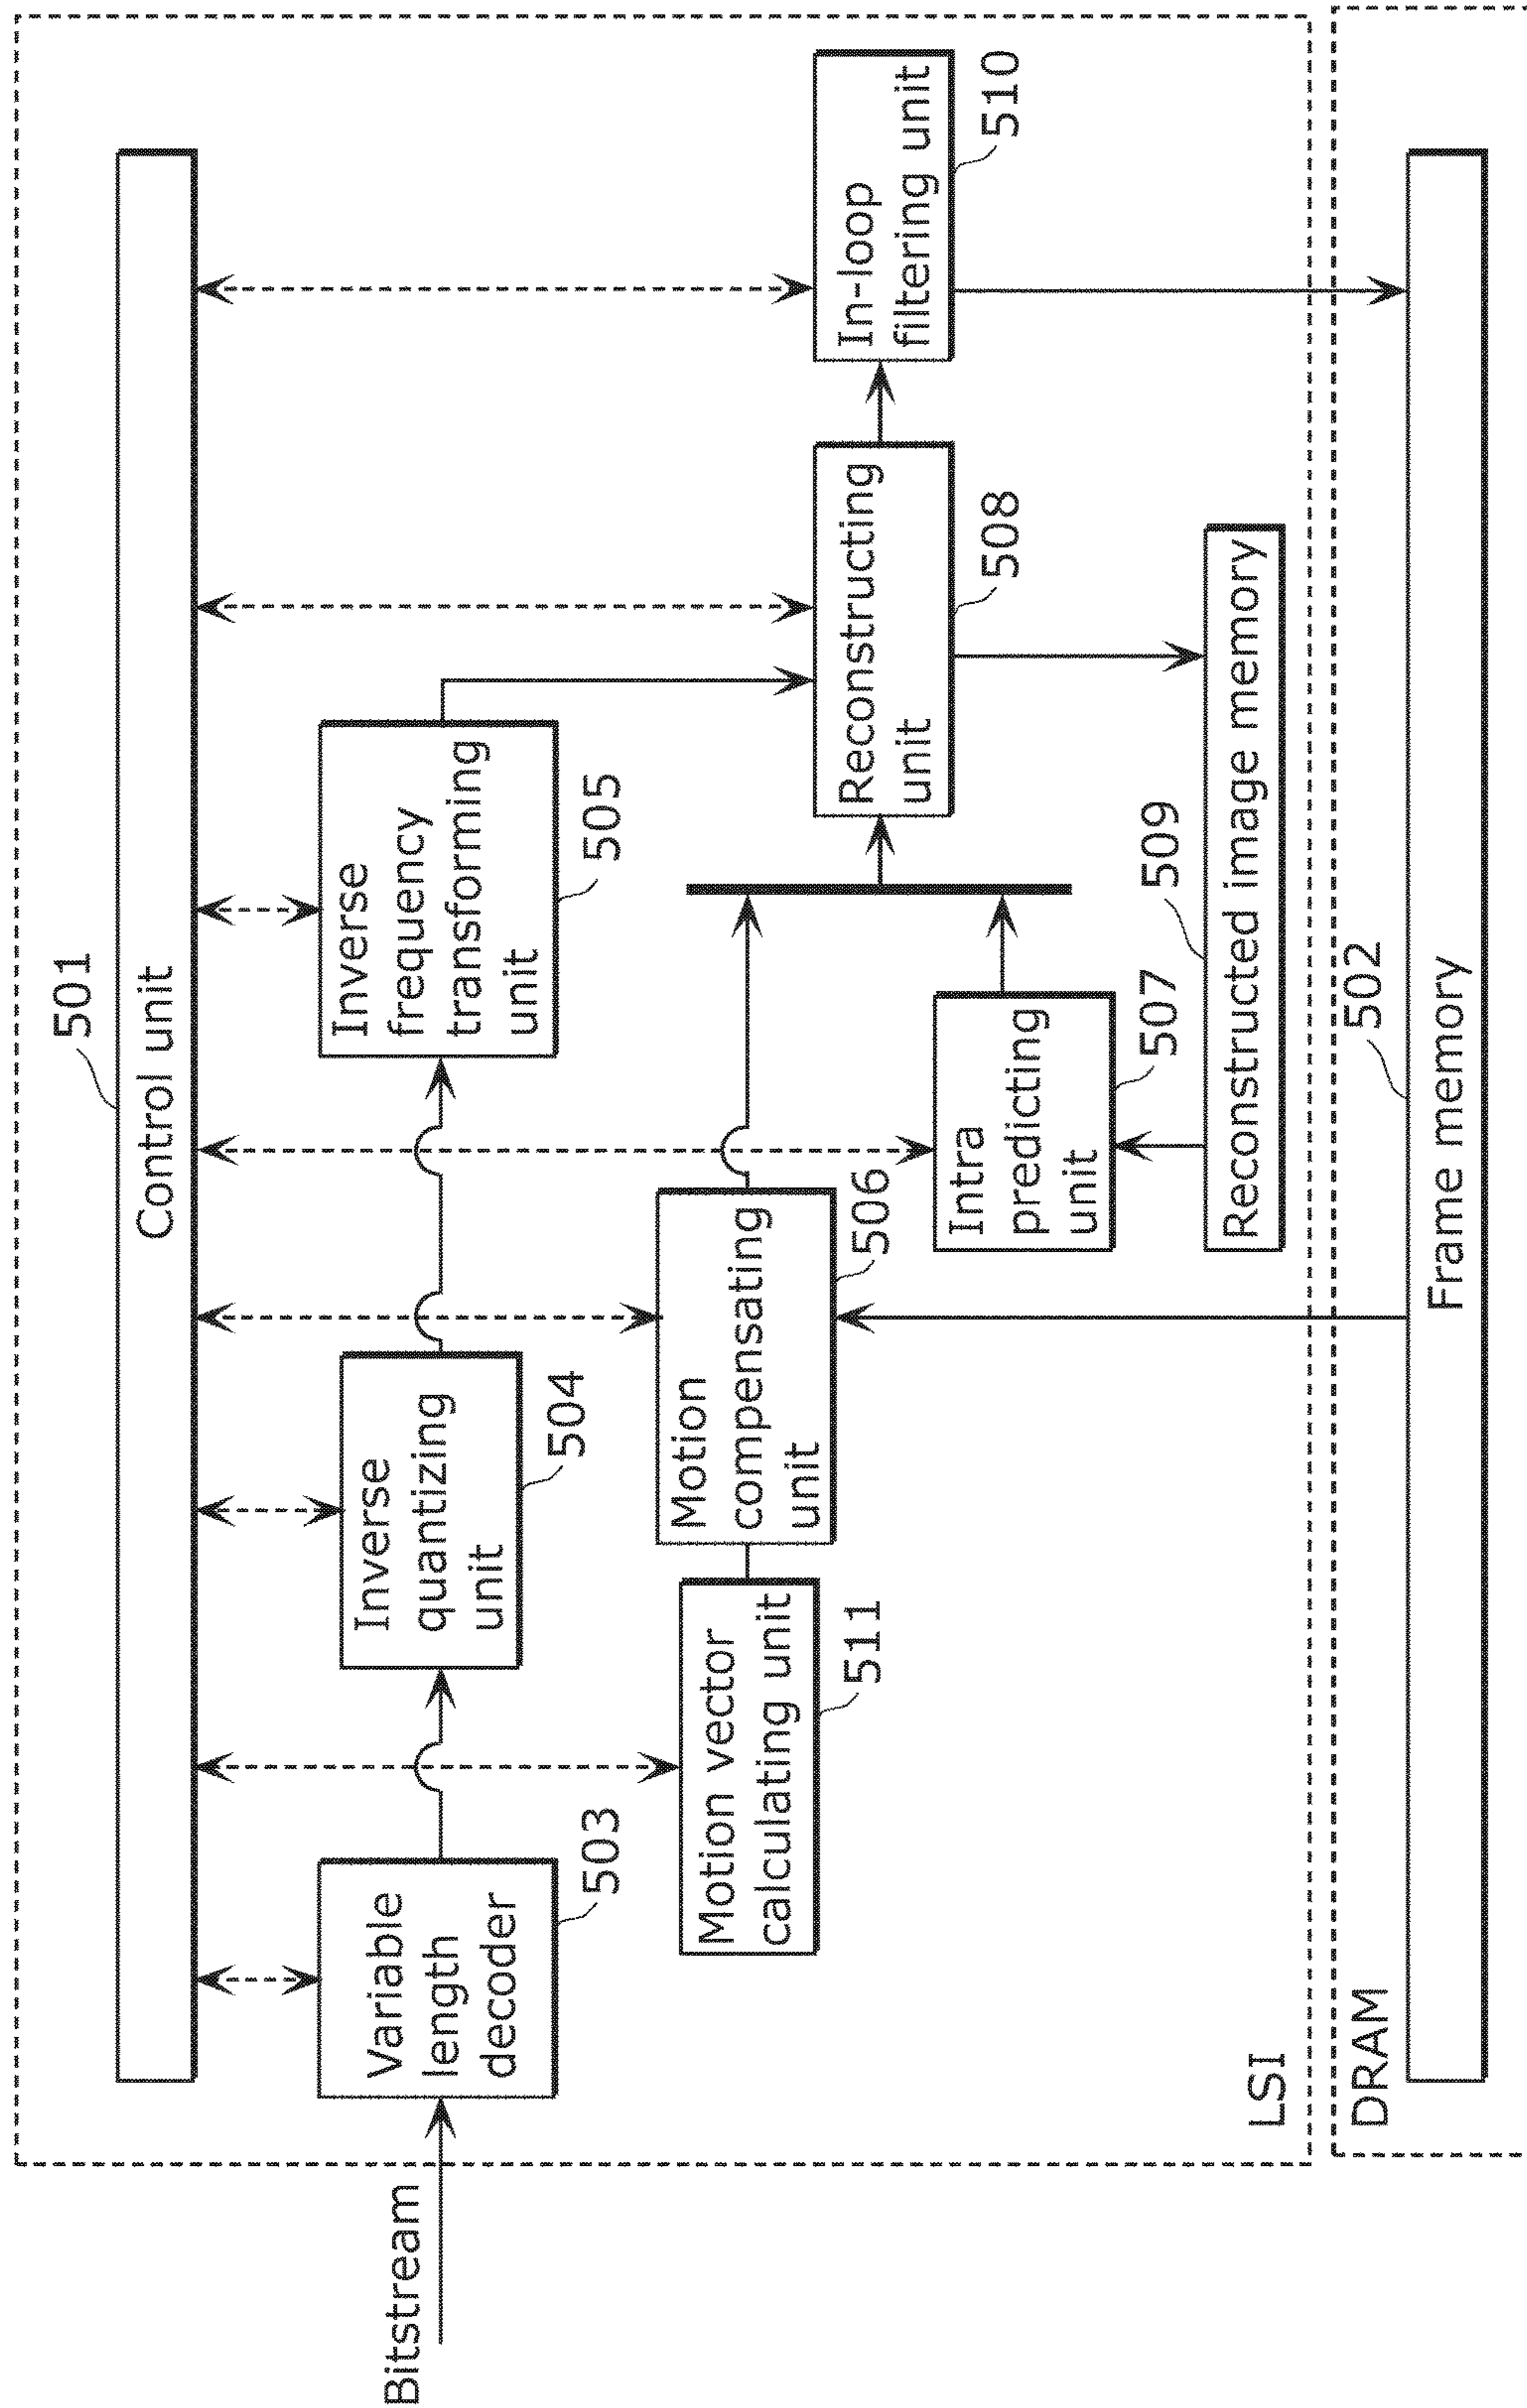 501
Control unit
Bitstream
Variable
length
decoder
503
Inverse
quantizing
unit
504
Inverse
frequency
transforming
unit
505
Motion vector
calculating unit
511
Motion
compensating
unit
506
Intra
predicting
unit
507
Reconstructing
unit
508
In-loop
filtering unit
510
509
Reconstructed image memory
LSI
DRAM
502
Frame memory